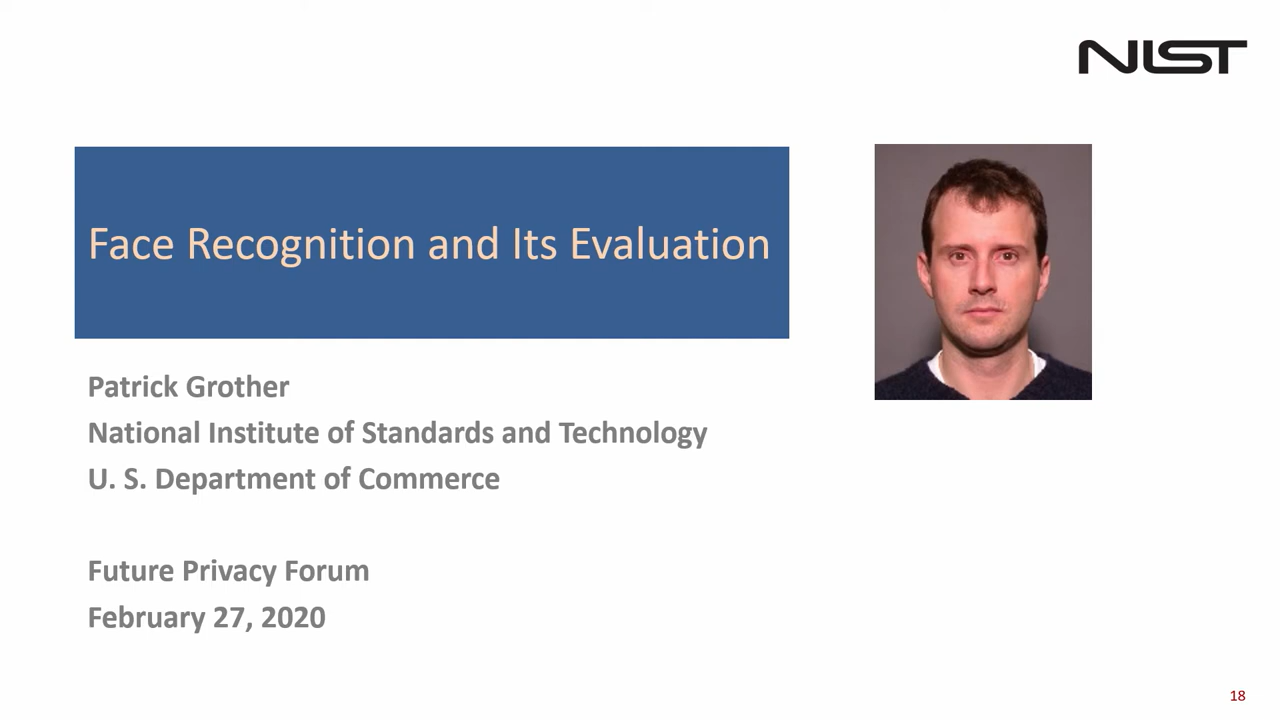 NIST
Face Recognition and Its Evaluation
Patrick Grother
National Institute of Standards and Technology
U. S. Department of Commerce
Future Privacy Forum
February 27, 2020
18